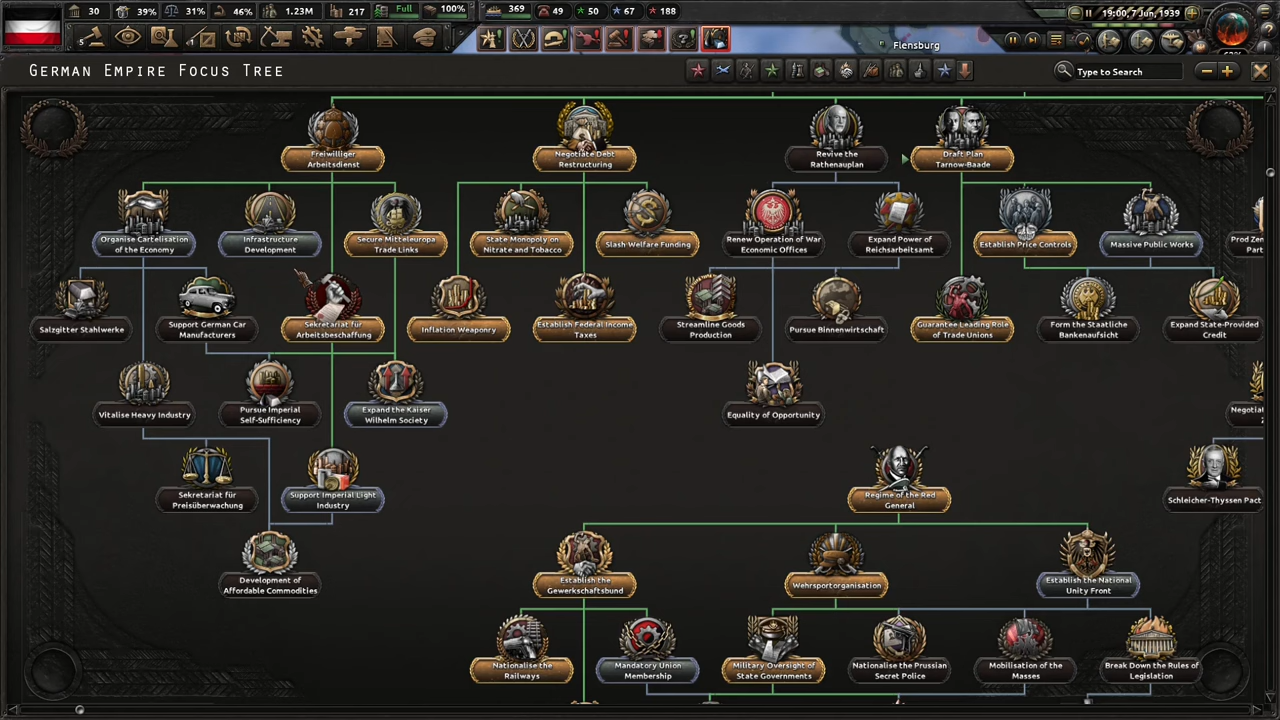 30
39%
31%
46%
1.23M
217
Full
100%
369
49
50
67
188
19:00, 7 Jun, 1939
5
1
Flensburg
German Empire Focus Tree
Type to Search
Freiwilliger
Arbeitsdienst
Negotiate Debt
Restructuring
Revive the
Rathenauplan
Draft Plan
Tarnow-Baade
Organise Cartelisation
of the Economy
Infrastructure
Development
Secure Mitteleuropa
Trade Links
State Monopoly on
Nitrate and Tobacco
Slash Welfare Funding
Renew Operation of War
Economic Offices
Expand Power of
Reichsarbeitsamt
Establish Price Controls
Massive Public Works
Prod Zen
Part
Salzgitter Stahlwerke
Support German Car
Manufacturers
Sekretariat für
Arbeitsbeschaffung
Inflation Weaponry
Establish Federal Income
Taxes
Streamline Goods
Production
Pursue Binnenwirtschaft
Guarantee Leading Role
of Trade Unions
Form the Staatliche
Bankenaufsicht
Expand State-Provided
Credit
Vitalise Heavy Industry
Pursue Imperial
Self-Sufficiency
Expand the Kaiser
Wilhelm Society
Equality of Opportunity
Negotia
Sekretariat für
Preisüberwachung
Support Imperial Light
Industry
Regime of the Red
General
Schleicher-Thyssen Pact
Development of
Affordable Commodities
Establish the
Gewerkschaftsbund
Wehrsportorganisation
Establish the National
Unity Front
Nationalise the
Railways
Mandatory Union
Membership
Military Oversight of
State Governments
Nationalise the Prussian
Secret Police
Mobilisation of the
Masses
Break Down the Rules of
Legislation